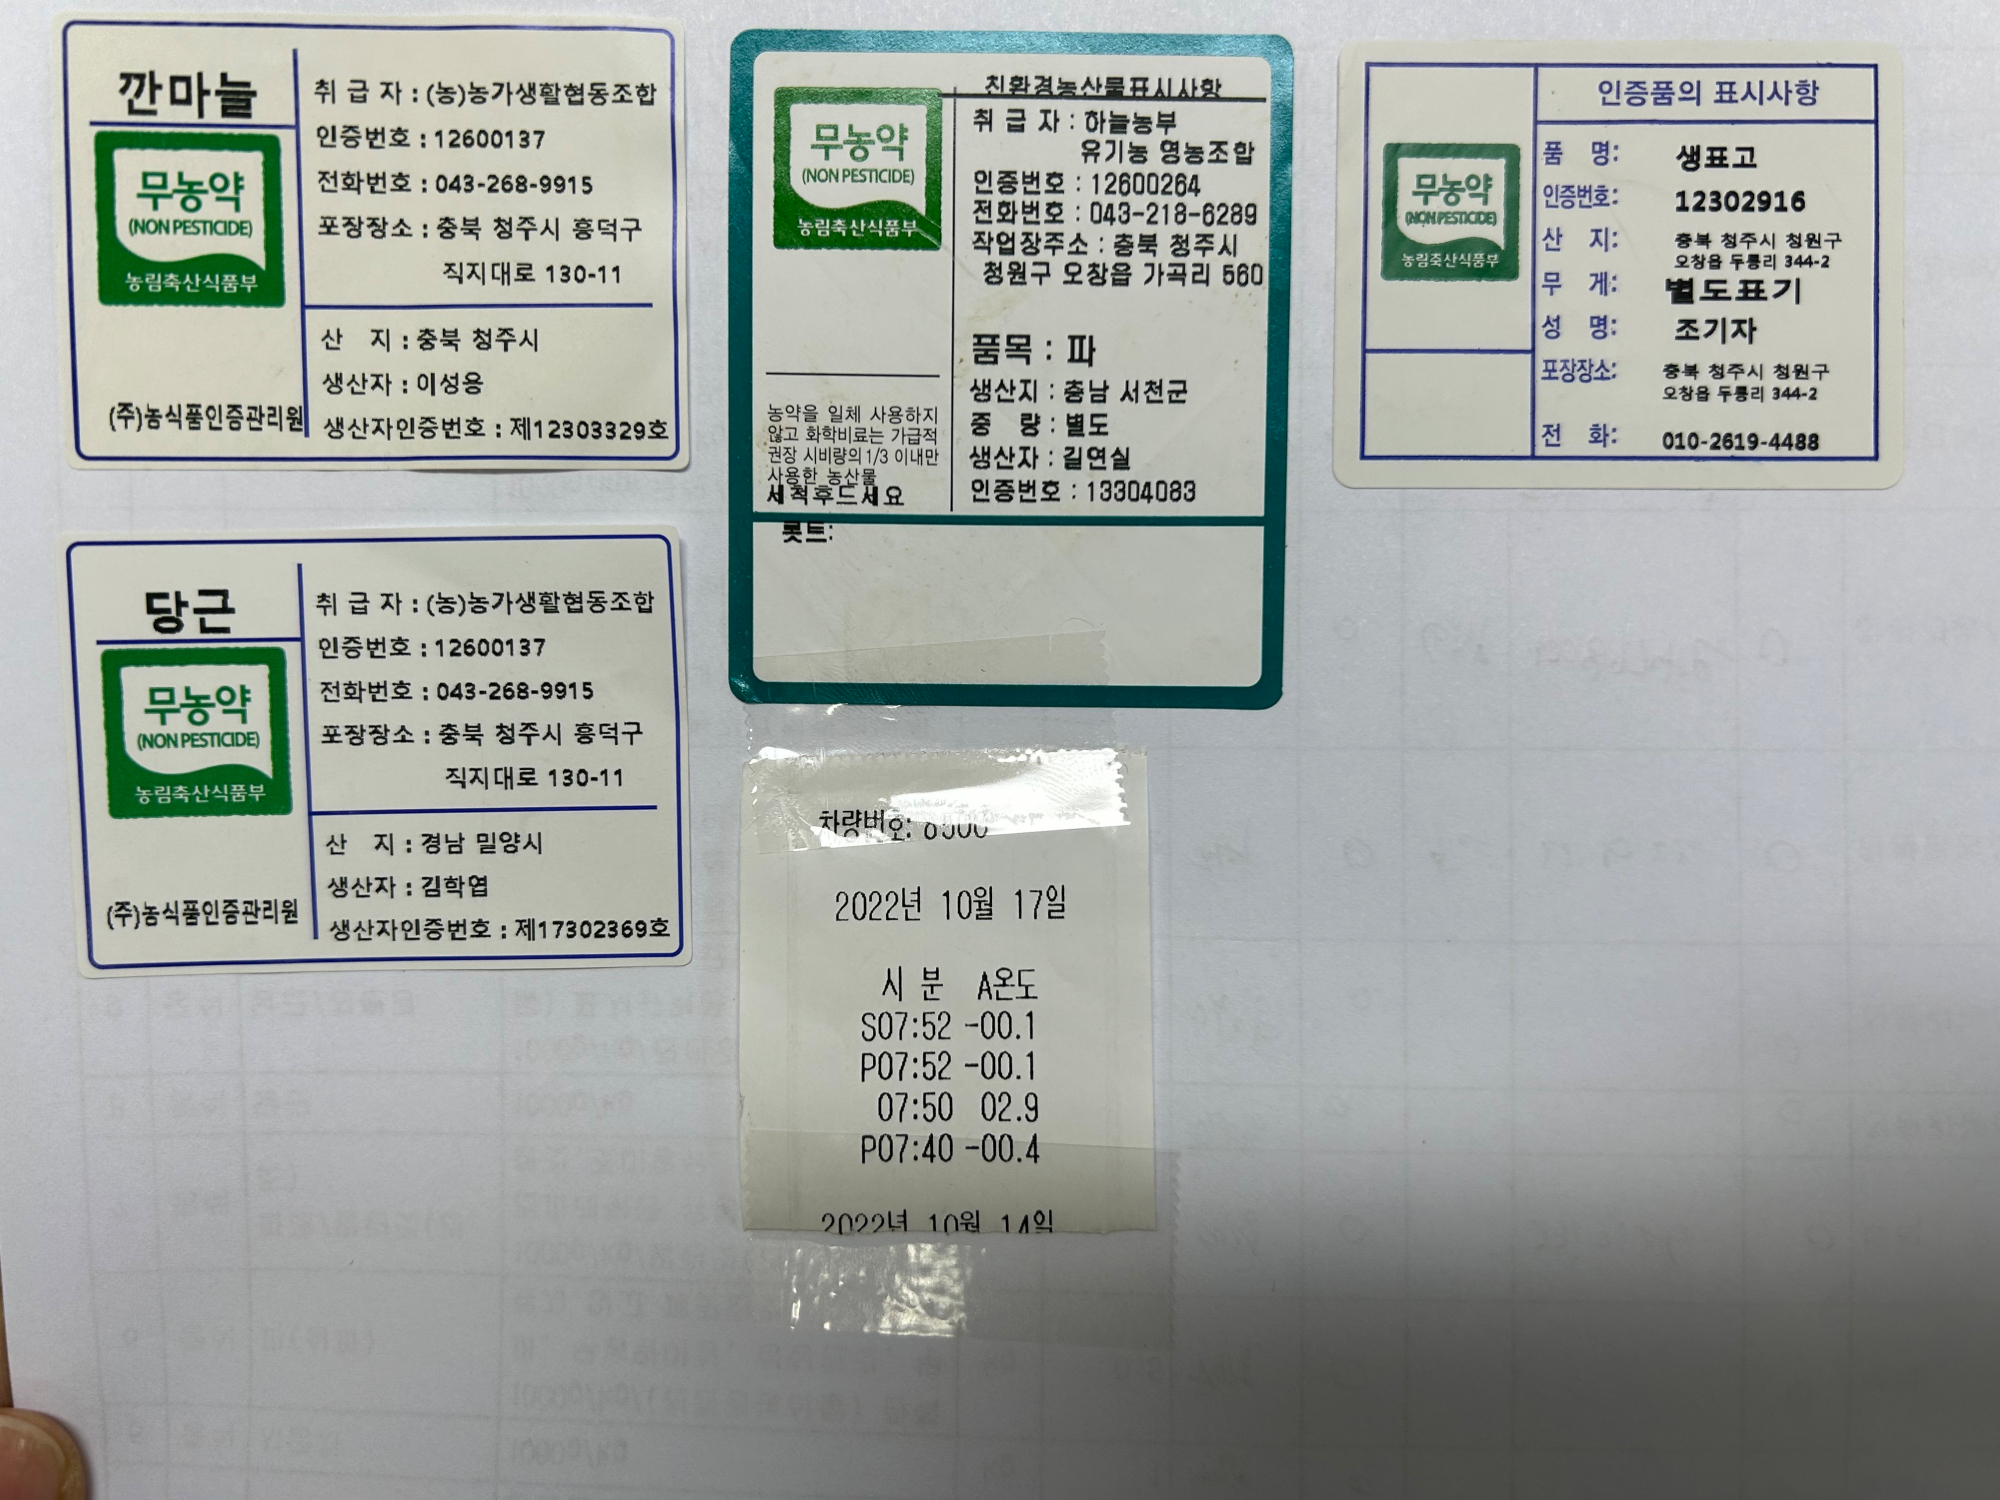 깐마늘
무농약
(NON PESTICIDE)
농림축산식품부
(주)농식품인증관리원
취 급 자 : (농)농가생활협동조합
인증번호 : 12600137
전화번호 : 043-268-9915
포장장소 : 충북 청주시 흥덕구
직지대로 130-11
산 지 : 충북 청주시
생산자 : 이성용
생산자인증번호 : 제12303329호
당근
무농약
(NON PESTICIDE)
농림축산식품부
(주)농식품인증관리원
취 급 자 : (농)농가생활협동조합
인증번호 : 12600137
전화번호 : 043-268-9915
포장장소 : 충북 청주시 흥덕구
직지대로 130-11
산 지 : 경남 밀양시
생산자 : 김학엽
생산자인증번호 : 제17302369호
친환경농산물표시사항
무농약
(NON PESTICIDE)
농림축산식품부
취 급 자 : 하늘농부
유기농 영농조합
인증번호 : 12600264
전화번호 : 043-218-6289
작업장주소 : 충북 청주시
청원구 오창읍 가곡리 560
품목 : 파
생산지 : 충남 서천군
중 량 : 별도
생산자 : 길연실
인증번호 : 13304083
농약을 일체 사용하지
않고 화학비료는 가급적
권장 시비량의 1/3 이내만
사용한 농산물
세척후드세요
롯트:
차량번호:
2022년 10월 17일
시 분 A온도
S07:52 -00.1
P07:52 -00.1
07:50 02.9
P07:40 -00.4
2022년 10월 14일
인증품의 표시사항
무농약
(NON PESTICIDE)
농림축산식품부
품 명: 생표고
인증번호: 12302916
산 지: 충북 청주시 청원구
오창읍 두릉리 344-2
무 게: 별도표기
성 명: 조기자
포장장소: 충북 청주시 청원구
오창읍 두릉리 344-2
전 화: 010-2619-4488